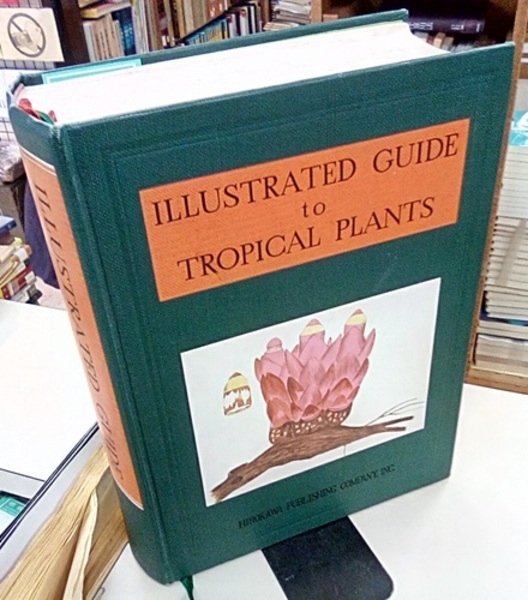 ILLUSTRATED GUIDE
to
TROPICAL PLANTS
HIROKAWA PUBLISHING COMPANY, INC.
ILLUSTRATED GUIDE